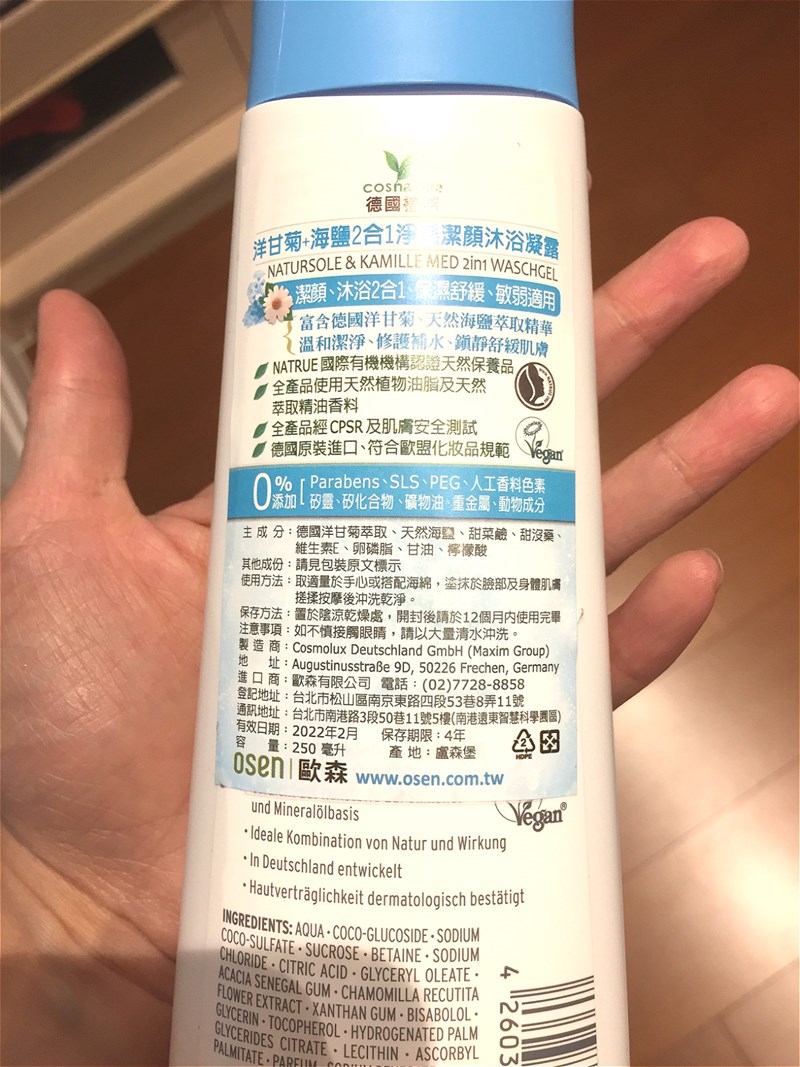 德國
洋甘菊+海鹽2合1淨 潔顏沐浴凝露
NATURSOLE & KAMILLE MED 2in1 WASCHGEL
潔顏、沐浴2合1、保濕舒緩、敏弱適用
富含德國洋甘菊、天然海鹽萃取精華
溫和潔淨、修護補水、鎮靜舒緩肌膚
NATRUE 國際有機機構認證天然保養品
全產品使用天然植物油脂及天然
萃取精油香料
全產品經 CPSR 及肌膚安全測試
德國原裝進口、符合歐盟化妝品規範
Vegan
0%添加 [ Parabens、SLS、PEG、人工香料色素
矽靈、矽化合物、礦物油、重金屬、動物成分
主成分：德國洋甘菊萃取、天然海鹽、甜菜鹼、甜沒藥、
維生素E、卵磷脂、甘油、檸檬酸
其他成份：請見包裝原文標示
使用方法：取適量於手心或搭配海綿，塗抹於臉部及身體肌膚
搓揉按摩後沖洗乾淨。
保存方法：置於陰涼乾燥處，開封後請於12個月內使用完畢
注意事項：如不慎接觸眼睛，請以大量清水沖洗。
製造商：Cosmolux Deutschland GmbH (Maxim Group)
地址：Augustinusstraße 9D, 50226 Frechen, Germany
進口商：歐森有限公司 電話：(02)7728-8858
登記地址：台北市松山區南京東路四段53巷8弄11號
通訊地址：台北市南港路3段50巷11號5樓(南港遠東智慧科學園區)
有效日期：2022年2月 保存期限：4年
容量：250 毫升 產地：盧森堡
2 HDPE
osen | 歐森 www.osen.com.tw
und Mineralölbasis
Vegan®
• Ideale Kombination von Natur und Wirkung
• In Deutschland entwickelt
• Hautverträglichkeit dermatologisch bestätigt
INGREDIENTS: AQUA • COCO-GLUCOSIDE • SODIUM
COCO-SULFATE • SUCROSE • BETAINE • SODIUM
CHLORIDE • CITRIC ACID • GLYCERYL OLEATE •
ACACIA SENEGAL GUM • CHAMOMILLA RECUTITA
FLOWER EXTRACT • XANTHAN GUM • BISABOLOL •
GLYCERIN • TOCOPHEROL • HYDROGENATED PALM
GLYCERIDES CITRATE • LECITHIN • ASCORBYL
PALMITATE • PARFUM
4 2603